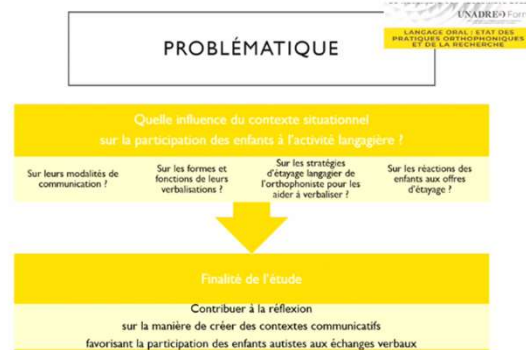 UNADREO Form
LANGAGE ORAL : ETAT DES
PRATIQUES ORTHOPHONIQUES
ET DE LA RECHERCHE
PROBLÉMATIQUE
Quelle influence du contexte situationnel
sur la participation des enfants à l'activité langagière ?
Sur leurs modalités de
communication ?
Sur les formes et
fonctions de leurs
verbalisations ?
Sur les stratégies
d'étayage langagier de
l'orthophoniste pour les
aider à verbaliser ?
Sur les réactions des
enfants aux offres
d'étayage ?
Finalité de l'étude
Contribuer à la réflexion
sur la manière de créer des contextes communicatifs
favorisant la participation des enfants autistes aux échanges verbaux